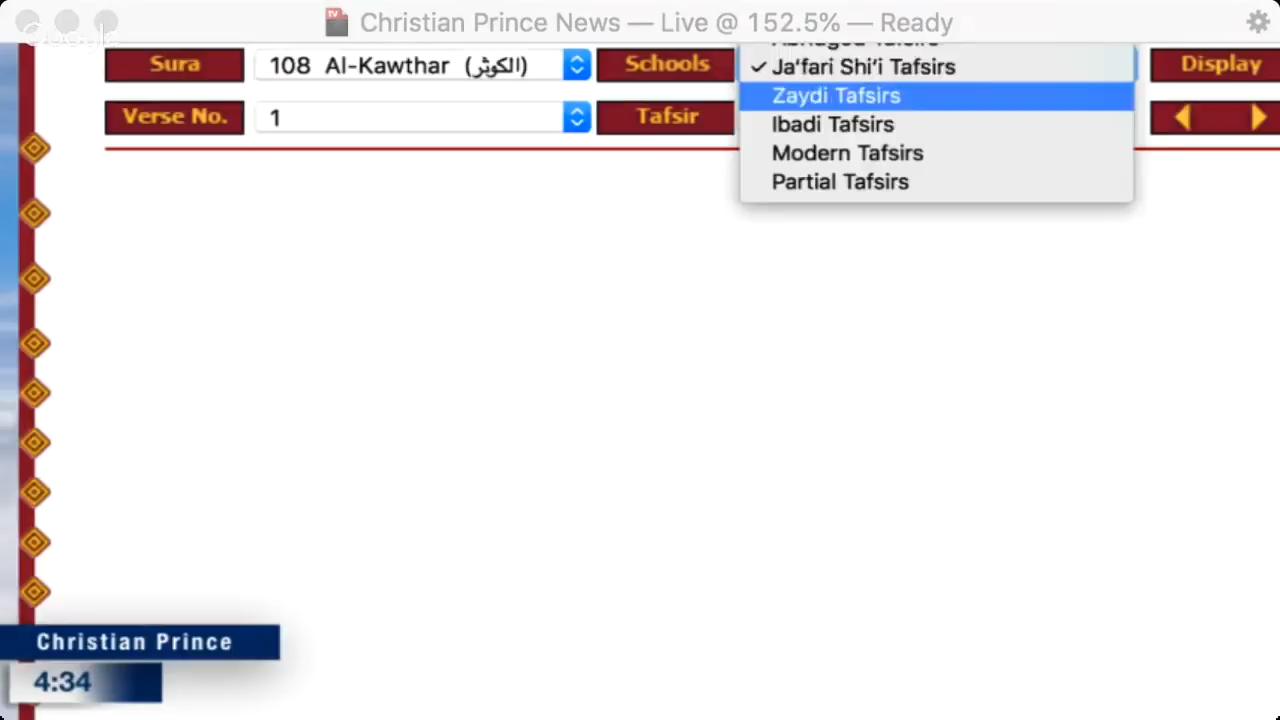 Christian Prince News — Live @ 152.5% — Ready
Google
Sura
108 Al-Kawthar (الكوثر)
Schools
Ja’fari Shi’i Tafsirs
Display
Zaydi Tafsirs
Verse No.
1
Tafsir
Ibadi Tafsirs
Modern Tafsirs
Partial Tafsirs
Christian Prince
4:34